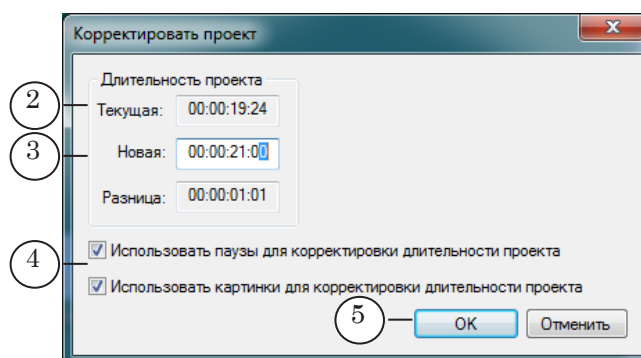 Корректировать проект
Длительность проекта
2
Текущая: 00:00:19:24
3
Новая: 00:00:21:00
Разница: 00:00:01:01
4
Использовать паузы для корректировки длительности проекта
Использовать картинки для корректировки длительности проекта
5
OK Отменить